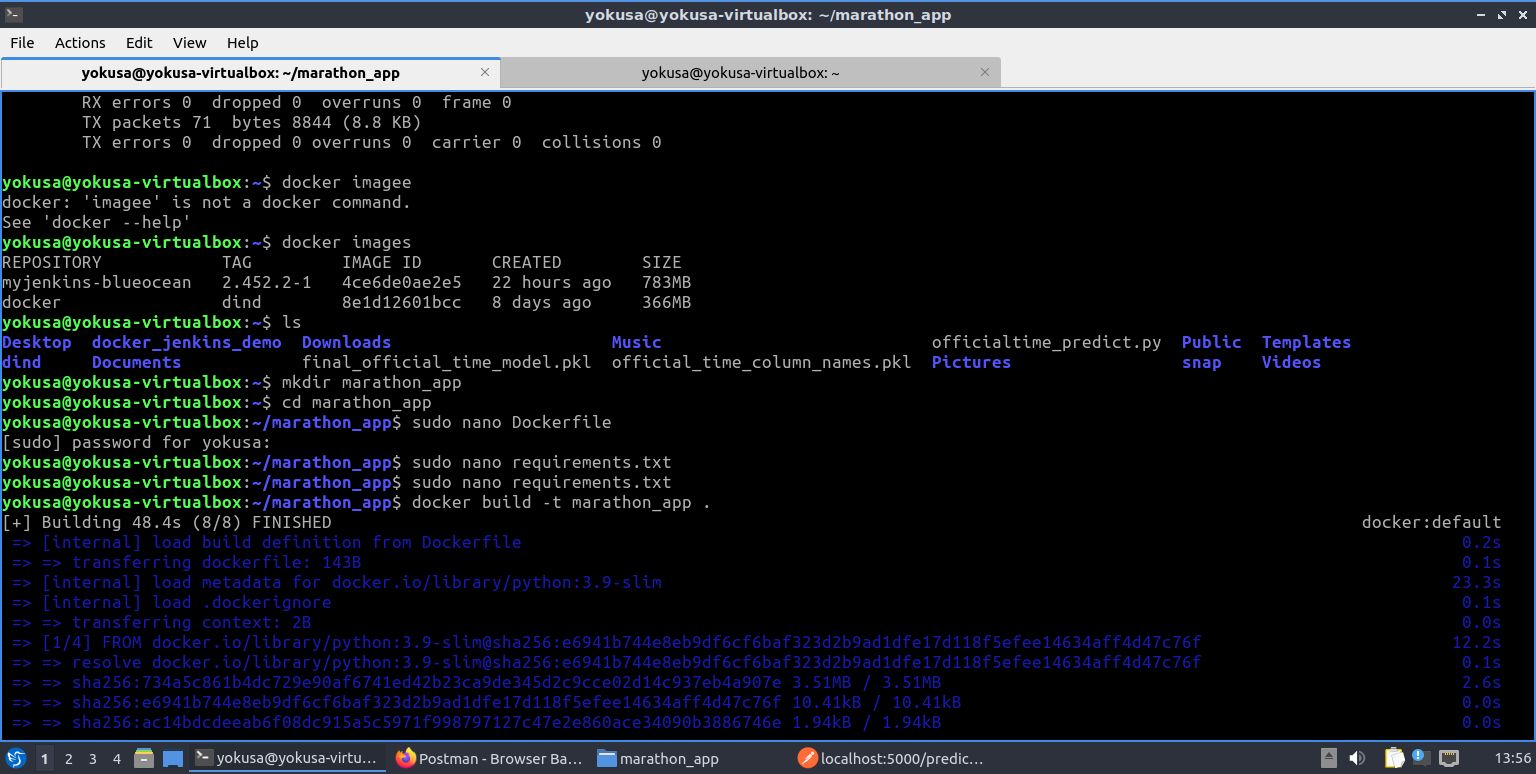 yokusa@yokusa-virtualbox: ~/marathon_app
File Actions Edit View Help
yokusa@yokusa-virtualbox: ~/marathon_app
yokusa@yokusa-virtualbox: ~
RX errors 0 dropped 0 overruns 0 frame 0
TX packets 71 bytes 8844 (8.8 KB)
TX errors 0 dropped 0 overruns 0 carrier 0 collisions 0
yokusa@yokusa-virtualbox:~$ docker imagee
docker: 'imagee' is not a docker command.
See 'docker --help'
yokusa@yokusa-virtualbox:~$ docker images
REPOSITORY TAG IMAGE ID CREATED SIZE
myjenkins-blueocean 2.452.2-1 4ce6de0ae2e5 22 hours ago 783MB
docker dind 8e1d12601bcc 8 days ago 366MB
yokusa@yokusa-virtualbox:~$ ls
Desktop docker_jenkins_demo Downloads Music officialtime_predict.py Public Templates
dind Documents final_official_time_model.pkl official_time_column_names.pkl Pictures snap Videos
yokusa@yokusa-virtualbox:~$ mkdir marathon_app
yokusa@yokusa-virtualbox:~$ cd marathon_app
yokusa@yokusa-virtualbox:~/marathon_app$ sudo nano Dockerfile
[sudo] password for yokusa:
yokusa@yokusa-virtualbox:~/marathon_app$ sudo nano requirements.txt
yokusa@yokusa-virtualbox:~/marathon_app$ sudo nano requirements.txt
yokusa@yokusa-virtualbox:~/marathon_app$ docker build -t marathon_app .
[+] Building 48.4s (8/8) FINISHED docker:default
=> [internal] load build definition from Dockerfile 0.2s
=> => transferring dockerfile: 143B 0.1s
=> [internal] load metadata for docker.io/library/python:3.9-slim 23.3s
=> [internal] load .dockerignore 0.1s
=> => transferring context: 2B 0.0s
=> [1/4] FROM docker.io/library/python:3.9-slim@sha256:e6941b744e8eb9df6cf6baf323d2b9ad1dfe17d118f5efee14634aff4d47c76f 12.2s
=> => resolve docker.io/library/python:3.9-slim@sha256:e6941b744e8eb9df6cf6baf323d2b9ad1dfe17d118f5efee14634aff4d47c76f 0.1s
=> => sha256:734a5c861b4dc729e90af6741ed42b23ca9de345d2c9cce02d14c937eb4a907e 3.51MB / 3.51MB 2.6s
=> => sha256:e6941b744e8eb9df6cf6baf323d2b9ad1dfe17d118f5efee14634aff4d47c76f 10.41kB / 10.41kB 0.0s
=> => sha256:ac14bdcdeeab6f08dc915a5c5971f998797127c47e2e860ace34090b3886746e 1.94kB / 1.94kB 0.0s
1 2 3 4 yokusa@yokusa-virtu... Postman - Browser Ba... marathon_app localhost:5000/predic... 13:56